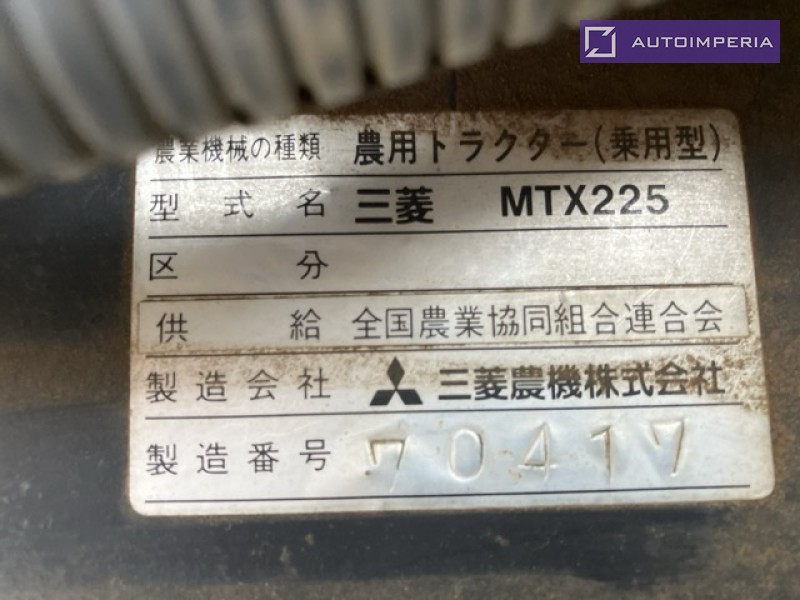 AUTOIMPERIA
農業機械の種類 農用トラクター(乗用型)
型式名 三菱 MTX225
区分
供給 全国農業協同組合連合会
製造会社 三菱農機株式会社
製造番号 70417